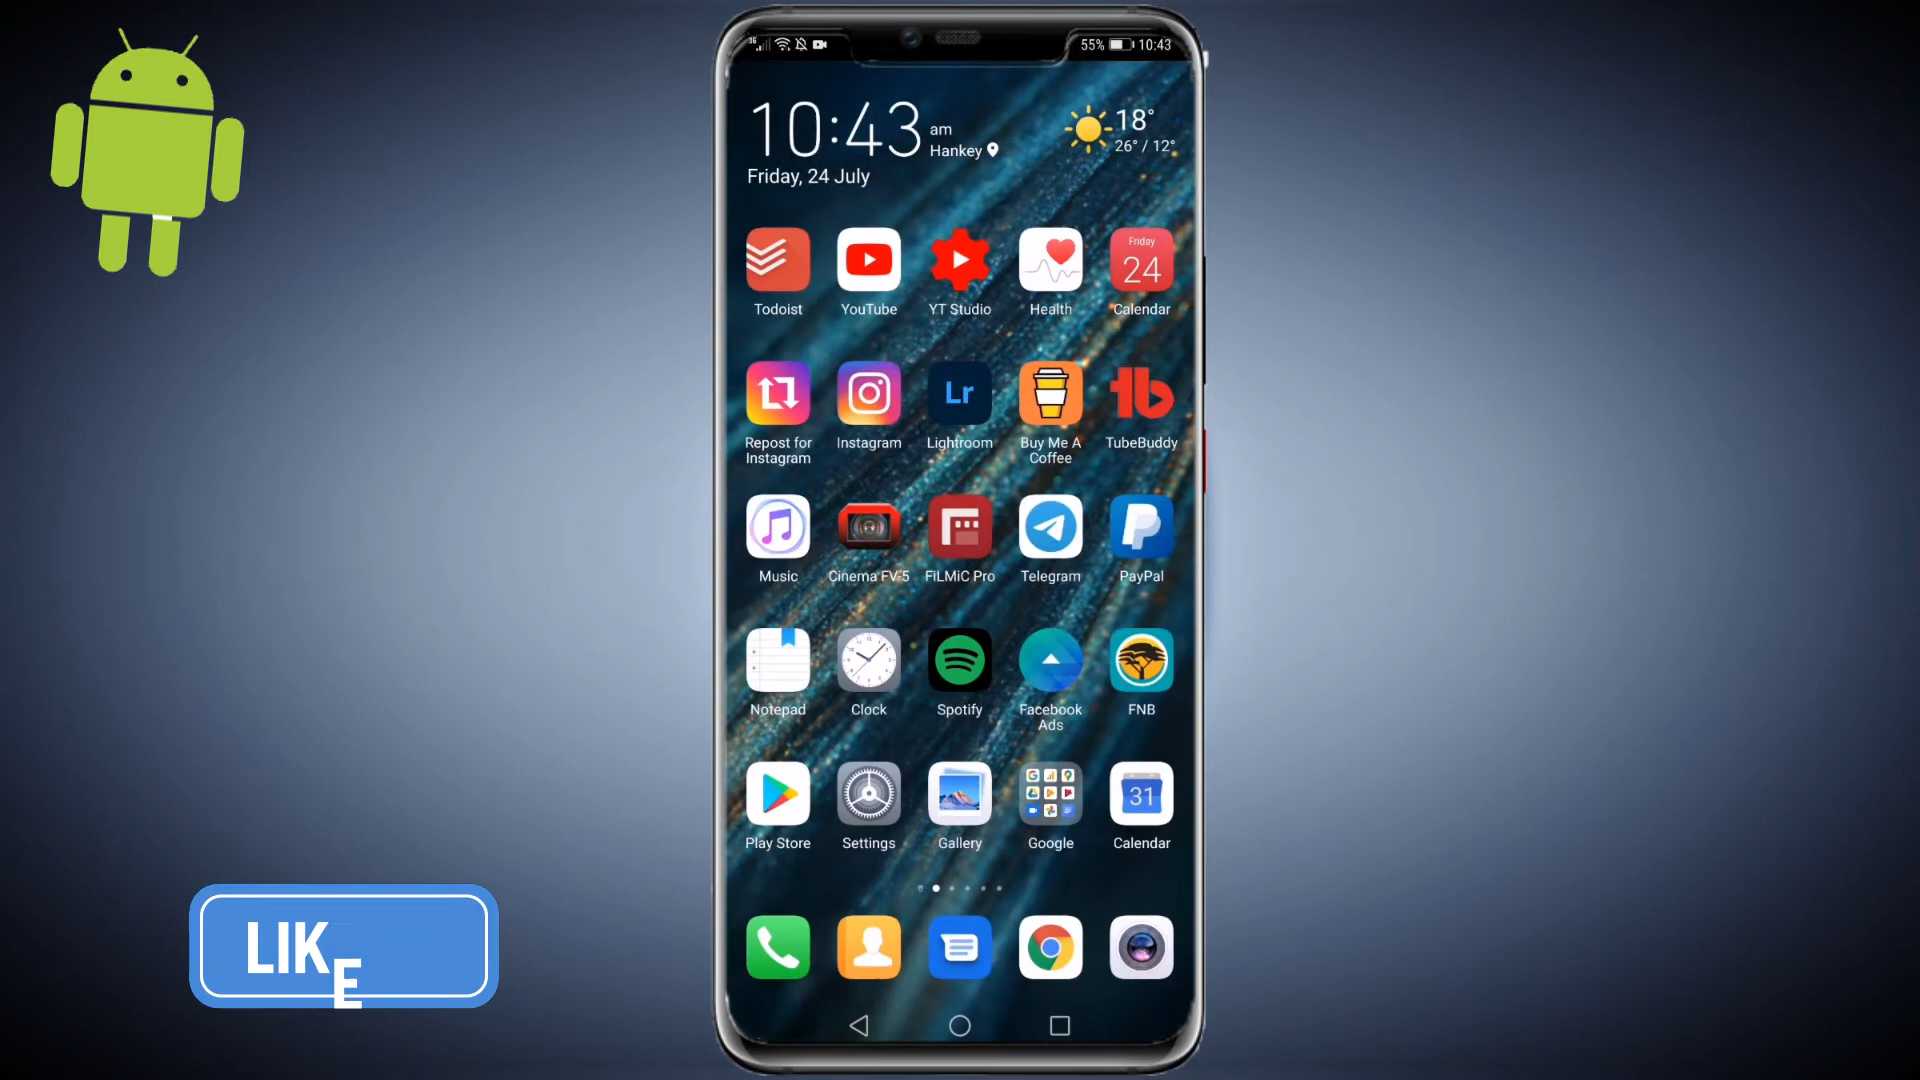 3G
55% 10:43
10:43 am
Hankey
18°
26° / 12°
Friday, 24 July
Friday
24
Todoist YouTube YT Studio Health Calendar
Lr
tb
Repost for Instagram Lightroom Buy Me A TubeBuddy
Instagram Coffee
Music Cinema FV-5 FiLMiC Pro Telegram PayPal
Notepad Clock Spotify Facebook FNB
Ads
31
Play Store Settings Gallery Google Calendar
LIKE